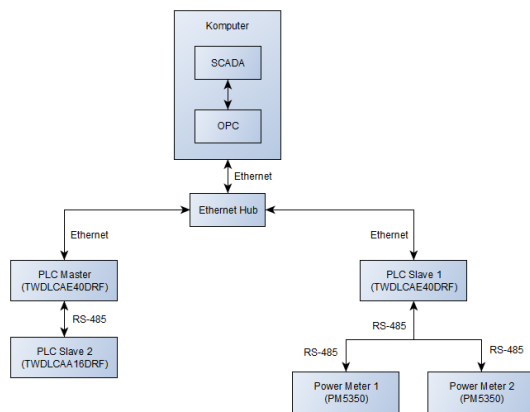 Komputer
SCADA
OPC
Ethernet
Ethernet Hub
Ethernet
Ethernet
PLC Master
(TWDLCAE40DRF)
PLC Slave 1
(TWDLCAE40DRF)
RS-485
RS-485
PLC Slave 2
(TWDLCAA16DRF)
RS-485
RS-485
Power Meter 1
(PM5350)
Power Meter 2
(PM5350)